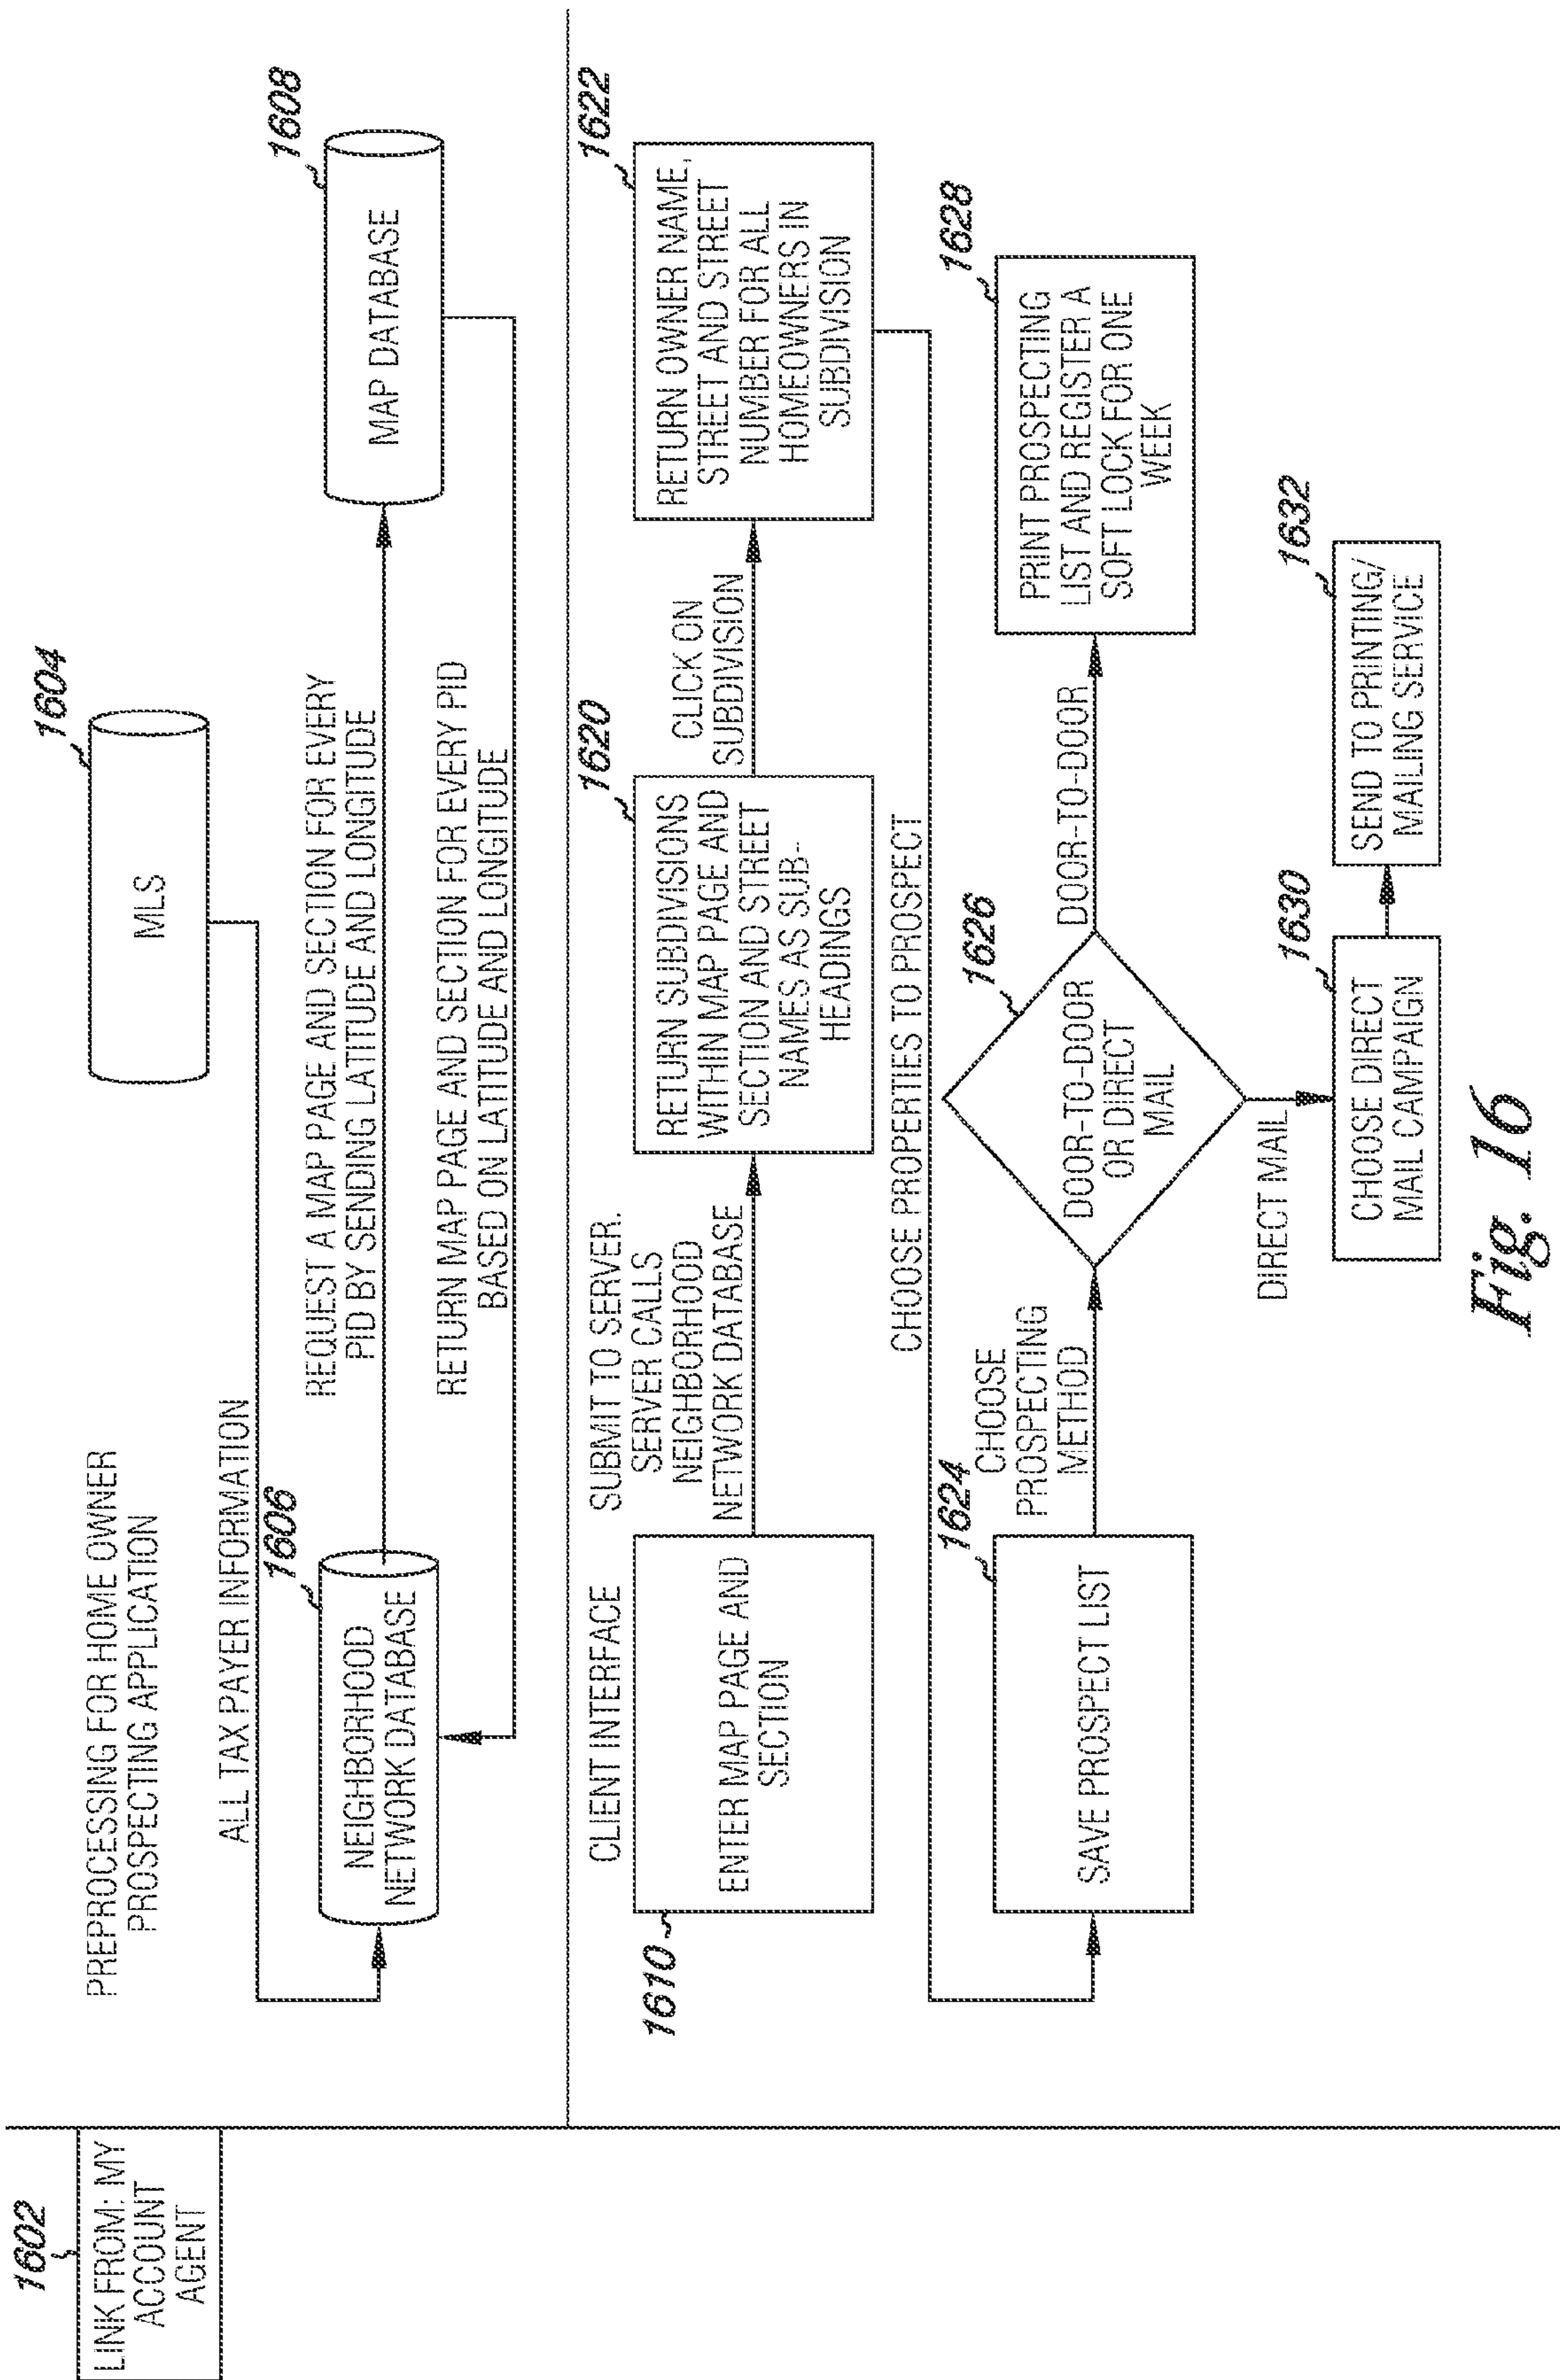 1602
LINK FROM: MY
ACCOUNT
AGENT
PREPROCESSING FOR HOME OWNER
PROSPECTING APPLICATION
1604
MLS
ALL TAX PAYER INFORMATION
1606
NEIGHBORHOOD
NETWORK DATABASE
REQUEST A MAP PAGE AND SECTION FOR EVERY
PID BY SENDING LATITUDE AND LONGITUDE
1608
MAP DATABASE
RETURN MAP PAGE AND SECTION FOR EVERY PID
BASED ON LATITUDE AND LONGITUDE
CLIENT INTERFACE
1610
ENTER MAP PAGE AND
SECTION
SUBMIT TO SERVER.
SERVER CALLS
NEIGHBORHOOD
NETWORK DATABASE
1620
RETURN SUBDIVISIONS
WITHIN MAP PAGE AND
SECTION AND STREET
NAMES AS SUB-
HEADINGS
CLICK ON
SUBDIVISION
1622
RETURN OWNER NAME,
STREET AND STREET
NUMBER FOR ALL
HOMEOWNERS IN
SUBDIVISION
CHOOSE PROPERTIES TO PROSPECT
1624
SAVE PROSPECT LIST
CHOOSE
PROSPECTING
METHOD
1626
DOOR-TO-DOOR
OR DIRECT
MAIL
DOOR-TO-DOOR
1628
PRINT PROSPECTING
LIST AND REGISTER A
SOFT LOCK FOR ONE
WEEK
DIRECT MAIL
1630
CHOOSE DIRECT
MAIL CAMPAIGN
1632
SEND TO PRINTING/
MAILING SERVICE
Fig. 16